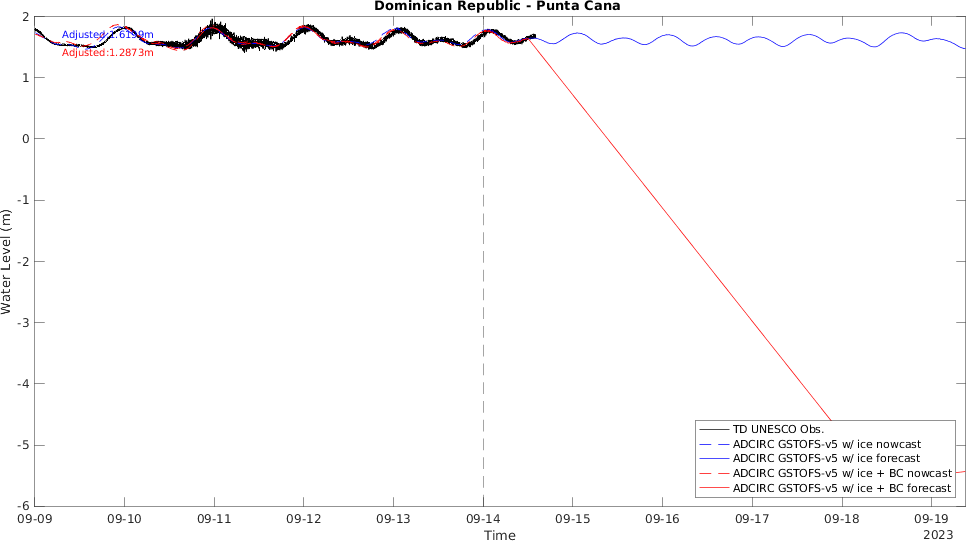 Dominican Republic - Punta Cana
2
1
0
-1
-2
-3
-4
-5
-6
Water Level (m)
Adjusted:1.6199m
Adjusted:1.2873m
TD UNESCO Obs.
ADCIRC GSTOFS-v5 w/ ice nowcast
ADCIRC GSTOFS-v5 w/ ice forecast
ADCIRC GSTOFS-v5 w/ ice + BC nowcast
ADCIRC GSTOFS-v5 w/ ice + BC forecast
09-09 09-10 09-11 09-12 09-13 09-14 09-15 09-16 09-17 09-18 09-19
2023
Time